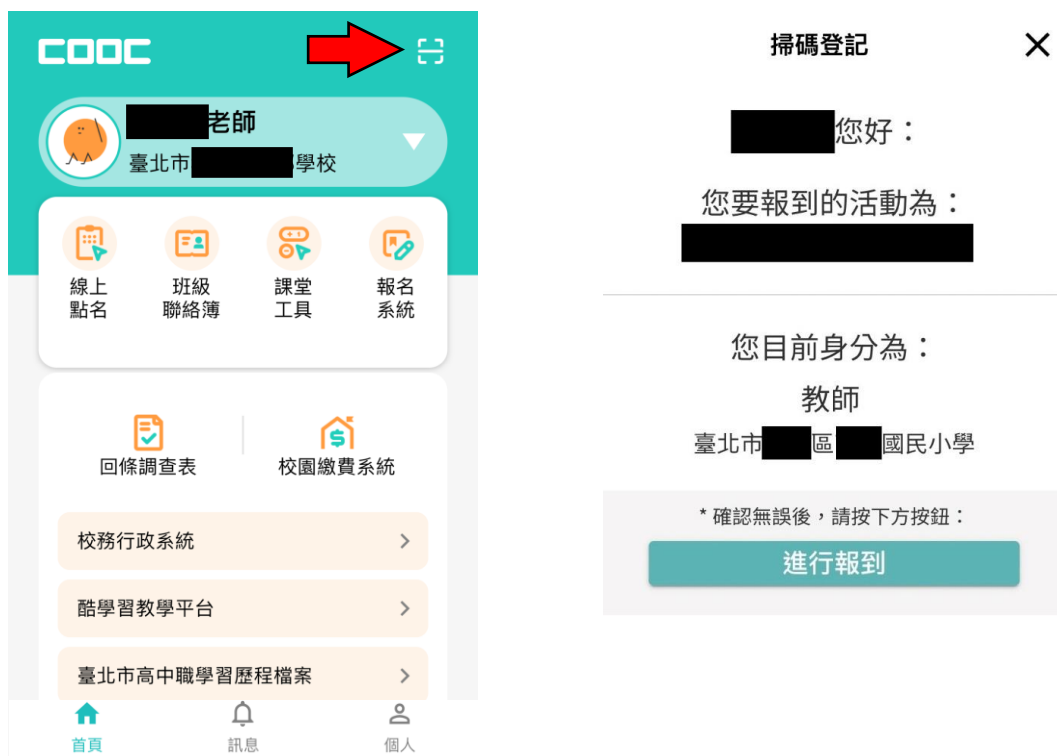 COOC
老師
臺北市 學校
線上
點名
班級
聯絡簿
課堂
工具
報名
系統
回條調查表
校園繳費系統
校務行政系統
酷學習教學平台
臺北市高中職學習歷程檔案
首頁
訊息
個人
掃碼登記
您好：
您要報到的活動為：
您目前身分為：
教師
臺北市 區 國民小學
* 確認無誤後，請按下方按鈕：
進行報到